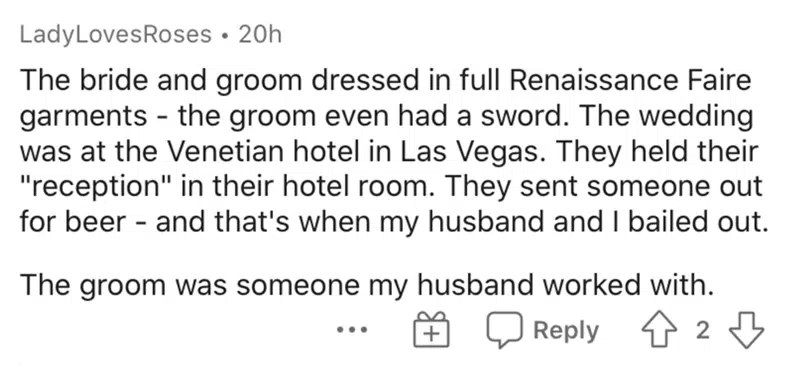 LadyLovesRoses • 20h
The bride and groom dressed in full Renaissance Faire
garments - the groom even had a sword. The wedding
was at the Venetian hotel in Las Vegas. They held their
"reception" in their hotel room. They sent someone out
for beer - and that's when my husband and I bailed out.
The groom was someone my husband worked with.
Reply 2